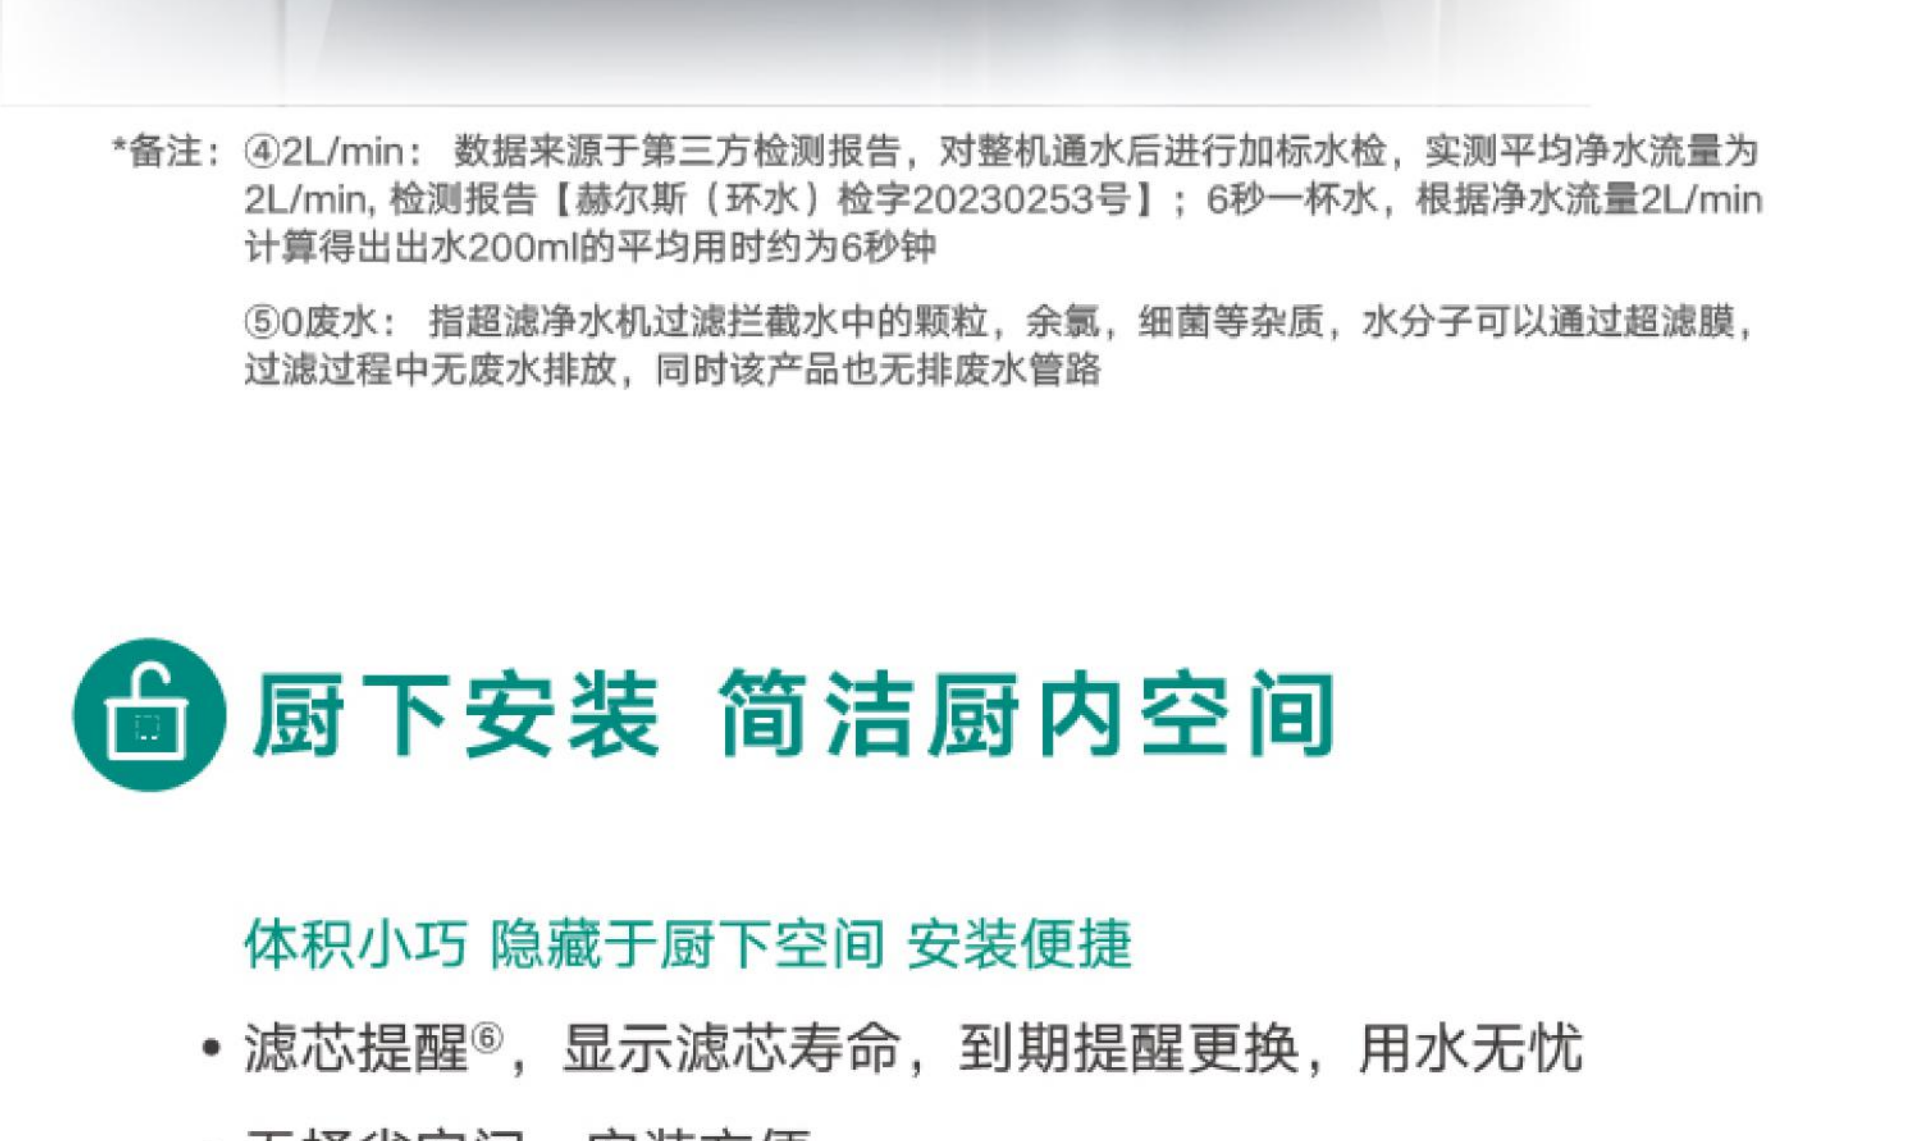 *备注：④2L/min： 数据来源于第三方检测报告，对整机通水后进行加标水检，实测平均净水流量为
2L/min, 检测报告【赫尔斯（环水）检字20230253号】；6秒一杯水，根据净水流量2L/min
计算得出出水200ml的平均用时约为6秒钟
⑤0废水： 指超滤净水机过滤拦截水中的颗粒，余氯，细菌等杂质，水分子可以通过超滤膜，
过滤过程中无废水排放，同时该产品也无排废水管路
厨下安装 简洁厨内空间
体积小巧 隐藏于厨下空间 安装便捷
• 滤芯提醒⑥，显示滤芯寿命，到期提醒更换，用水无忧